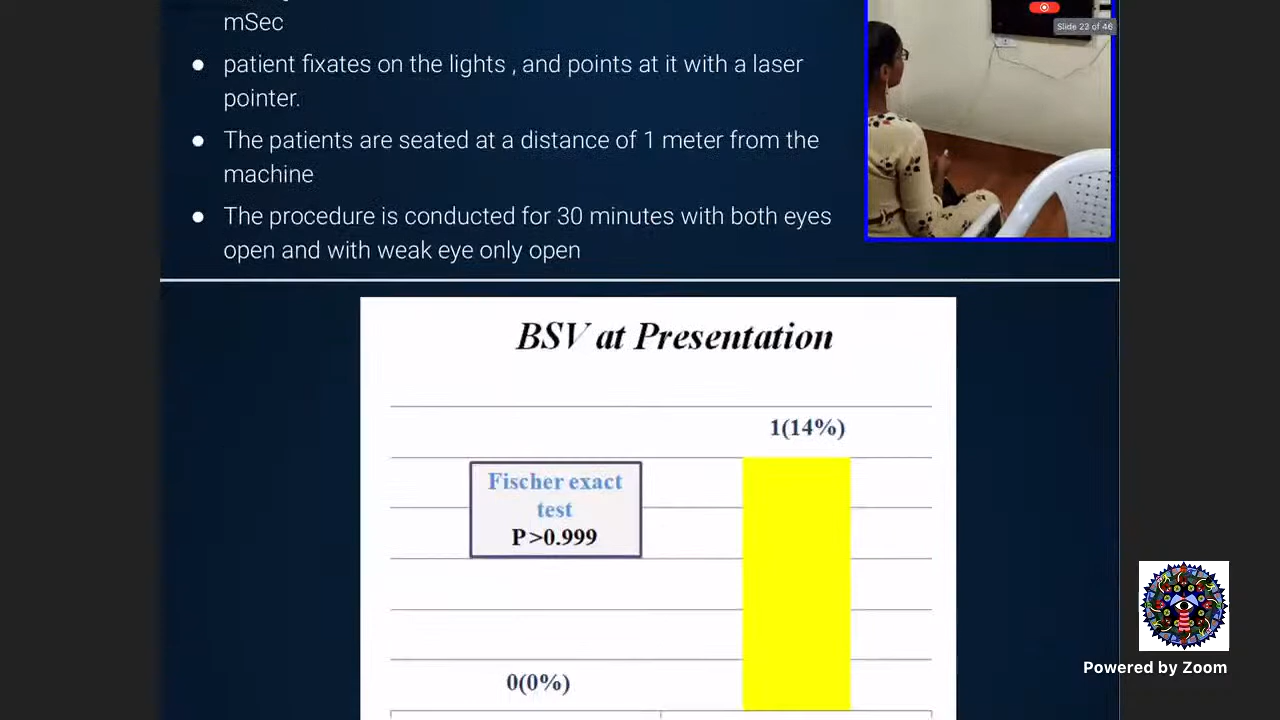 mSec
● patient fixates on the lights , and points at it with a laser
pointer.
● The patients are seated at a distance of 1 meter from the
machine
● The procedure is conducted for 30 minutes with both eyes
open and with weak eye only open
Slide 23 of 46
BSV at Presentation
1(14%)
Fischer exact
test
P >0.999
0(0%)
Powered by Zoom